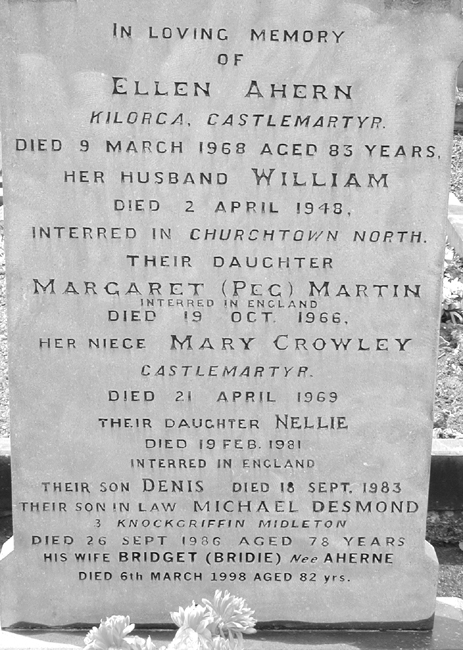 IN LOVING MEMORY
OF
ELLEN AHERN
KILORCA, CASTLEMARTYR.
DIED 9 MARCH 1968 AGED 83 YEARS,
HER HUSBAND WILLIAM
DIED 2 APRIL 1948,
INTERRED IN CHURCHTOWN NORTH.
THEIR DAUGHTER
MARGARET (PEG) MARTIN
INTERRED IN ENGLAND
DIED 19 OCT. 1966,
HER NIECE MARY CROWLEY
CASTLEMARTYR.
DIED 21 APRIL 1969
THEIR DAUGHTER NELLIE
DIED 19 FEB. 1981
INTERRED IN ENGLAND
THEIR SON DENIS DIED 18 SEPT. 1983
THEIR SON IN LAW MICHAEL DESMOND
3 KNOCKGRIFFIN MIDLETON
DIED 26 SEPT 1986 AGED 78 YEARS
HIS WIFE BRIDGET (BRIDIE) Nee AHERNE
DIED 6th MARCH 1998 AGED 82 yrs.